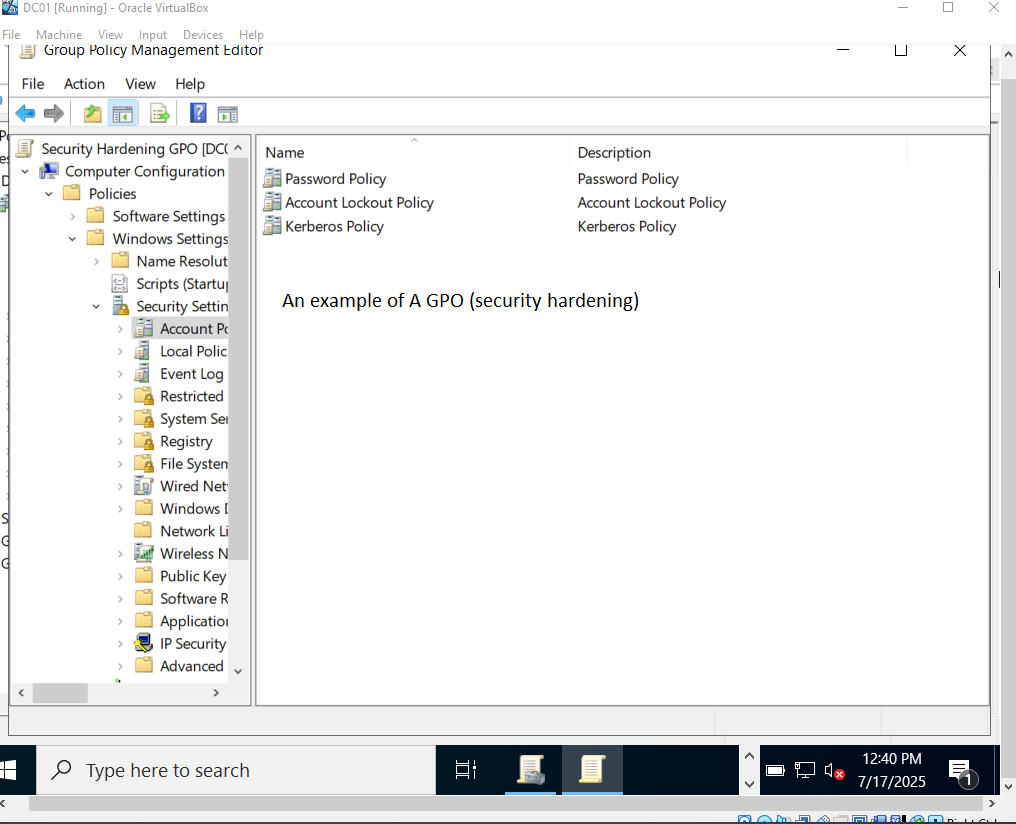 DC01 [Running] - Oracle VirtualBox
File Machine View Input Devices Help
Group Policy Management Editor
File Action View Help
Security Hardening GPO [DC
Computer Configuration
Policies
Software Settings
Windows Settings
Name Resolut
Scripts (Startu
Security Settin
Account Po
Local Polic
Event Log
Restricted
System Ser
Registry
File System
Wired Net
Windows D
Network Li
Wireless N
Public Key
Software R
Application
IP Security
Advanced
Name Description
Password Policy Password Policy
Account Lockout Policy Account Lockout Policy
Kerberos Policy Kerberos Policy
An example of A GPO (security hardening)
Type here to search
12:40 PM
7/17/2025
1